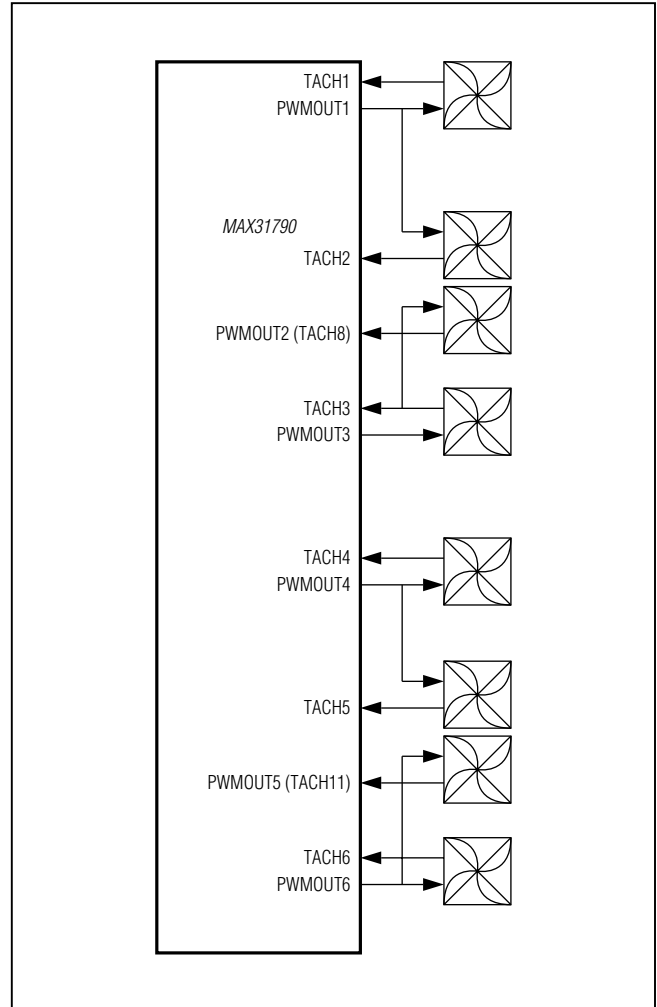 TACH1
PWMOUT1
MAX31790
TACH2
PWMOUT2 (TACH8)
TACH3
PWMOUT3
TACH4
PWMOUT4
TACH5
PWMOUT5 (TACH11)
TACH6
PWMOUT6